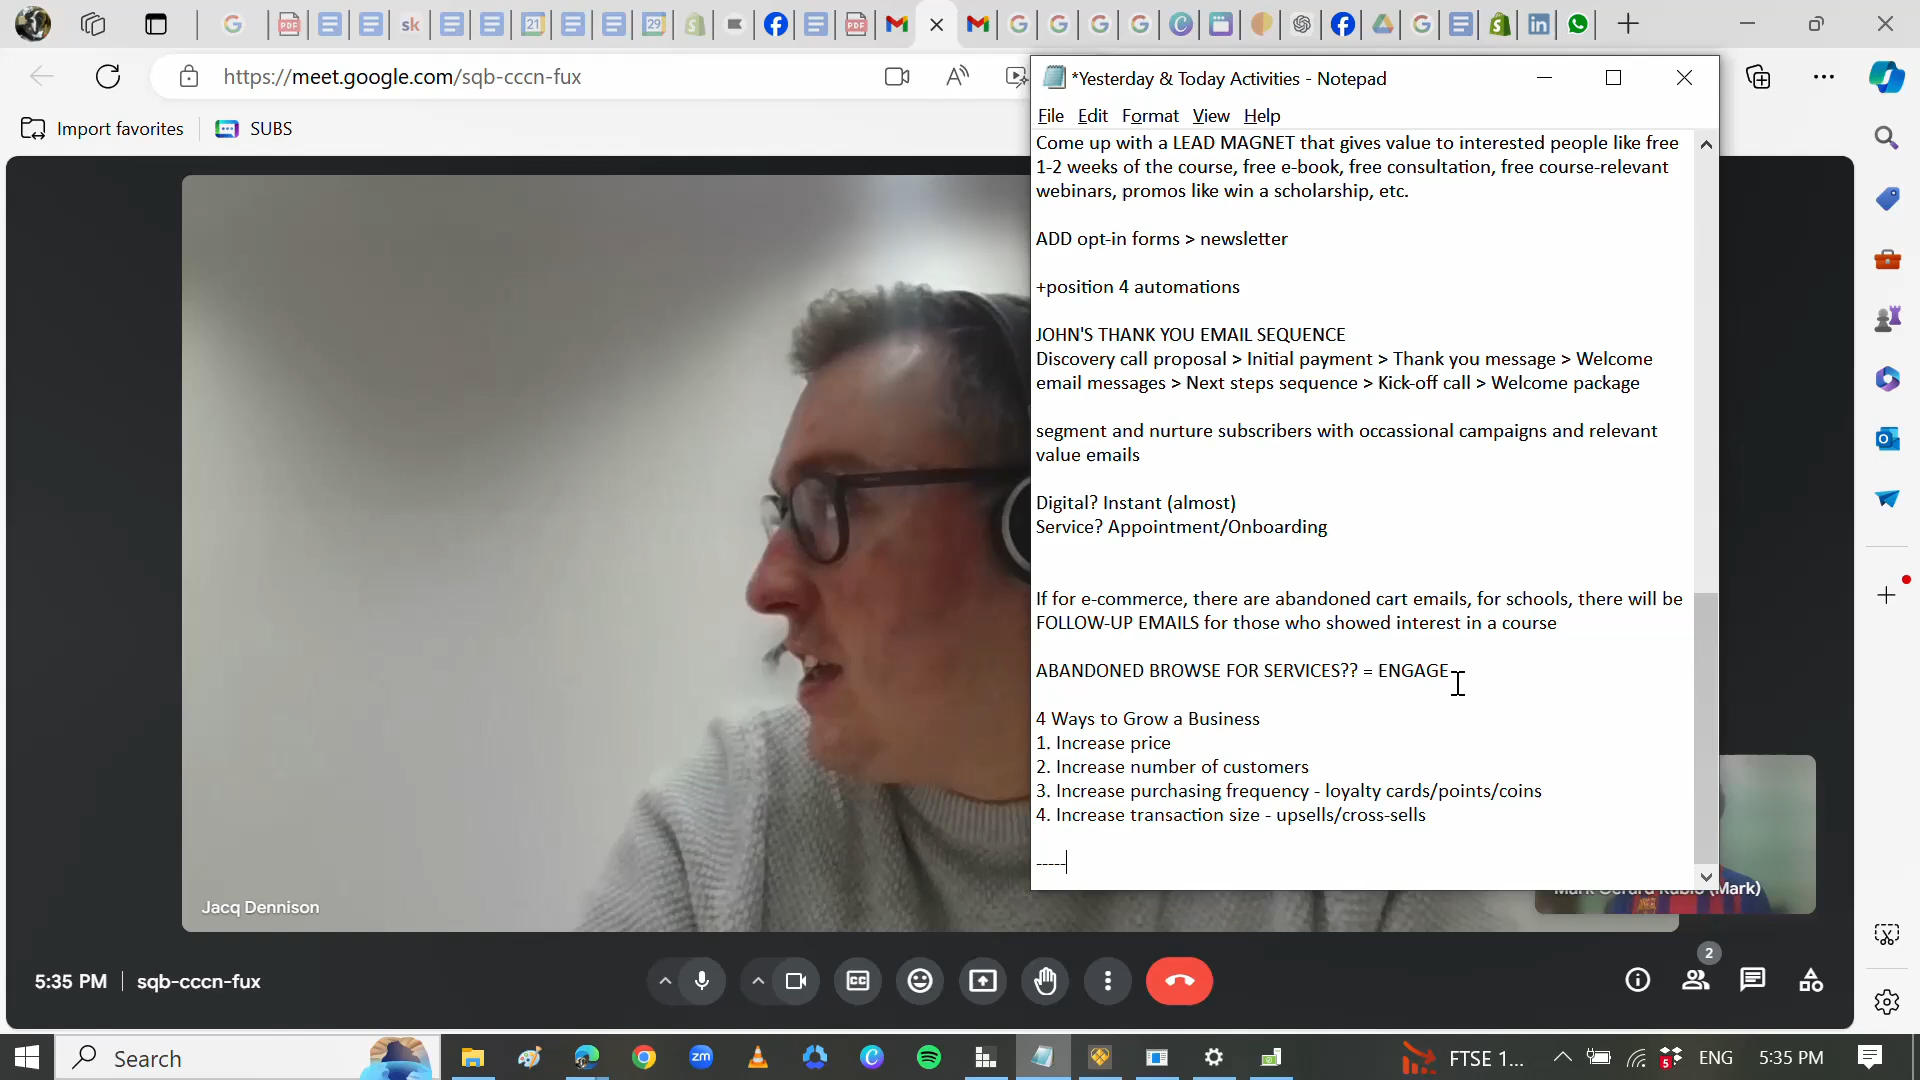 https://meet.google.com/sqb-cccn-fux
Import favorites
SUBS
*Yesterday & Today Activities - Notepad
File Edit Format View Help
Come up with a LEAD MAGNET that gives value to interested people like free
1-2 weeks of the course, free e-book, free consultation, free course-relevant
webinars, promos like win a scholarship, etc.
ADD opt-in forms > newsletter
+position 4 automations
JOHN'S THANK YOU EMAIL SEQUENCE
Discovery call proposal > Initial payment > Thank you message > Welcome
email messages > Next steps sequence > Kick-off call > Welcome package
segment and nurture subscribers with occassional campaigns and relevant
value emails
Digital? Instant (almost)
Service? Appointment/Onboarding
If for e-commerce, there are abandoned cart emails, for schools, there will be
FOLLOW-UP EMAILS for those who showed interest in a course
ABANDONED BROWSE FOR SERVICES?? = ENGAGE
4 Ways to Grow a Business
1. Increase price
2. Increase number of customers
3. Increase purchasing frequency - loyalty cards/points/coins
4. Increase transaction size - upsells/cross-sells
-----
Jacq Dennison
(Mark)
5:35 PM | sqb-cccn-fux
2
Search
FTSE 1...
ENG
5:35 PM